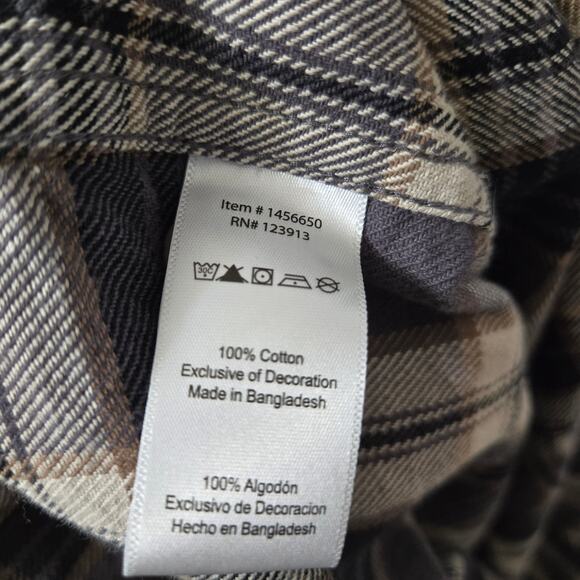 Item # 1456650
RN# 123913
30C
100% Cotton
Exclusive of Decoration
Made in Bangladesh
100% Algodón
Exclusivo de Decoracion
Hecho en Bangladesh